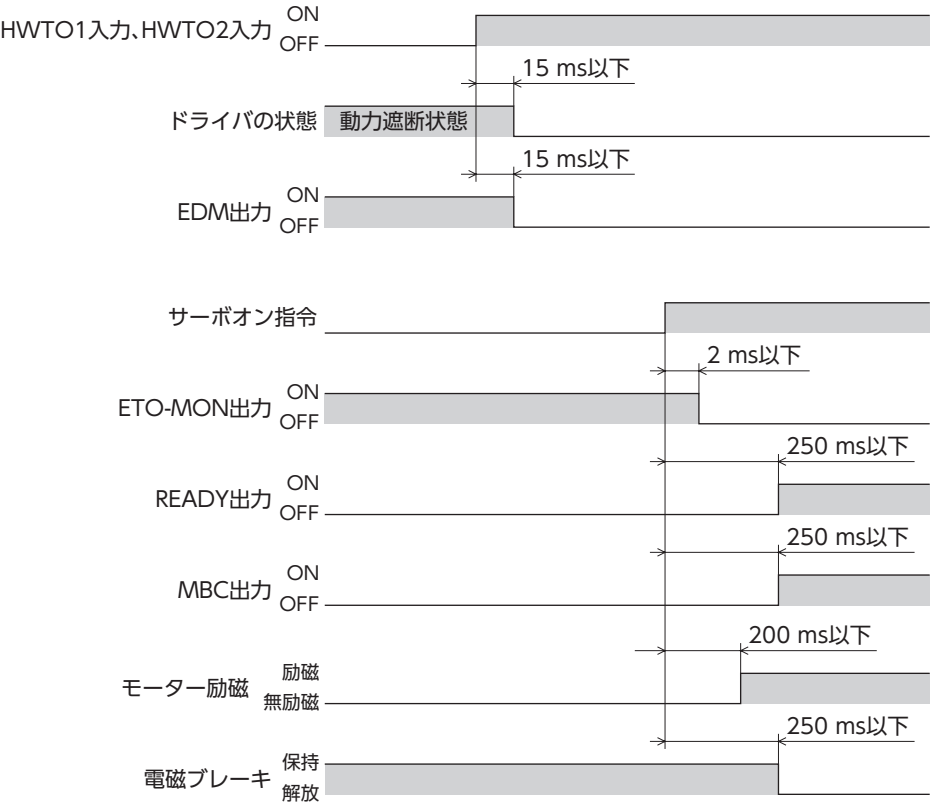 HWTO1入力、HWTO2入力 ON
OFF
15 ms以下
ドライバの状態 動力遮断状態
15 ms以下
EDM出力 ON
OFF
サーボオン指令
2 ms以下
ETO-MON出力 ON
OFF
250 ms以下
READY出力 ON
OFF
250 ms以下
MBC出力 ON
OFF
200 ms以下
モーター励磁 励磁
無励磁
250 ms以下
電磁ブレーキ 保持
解放